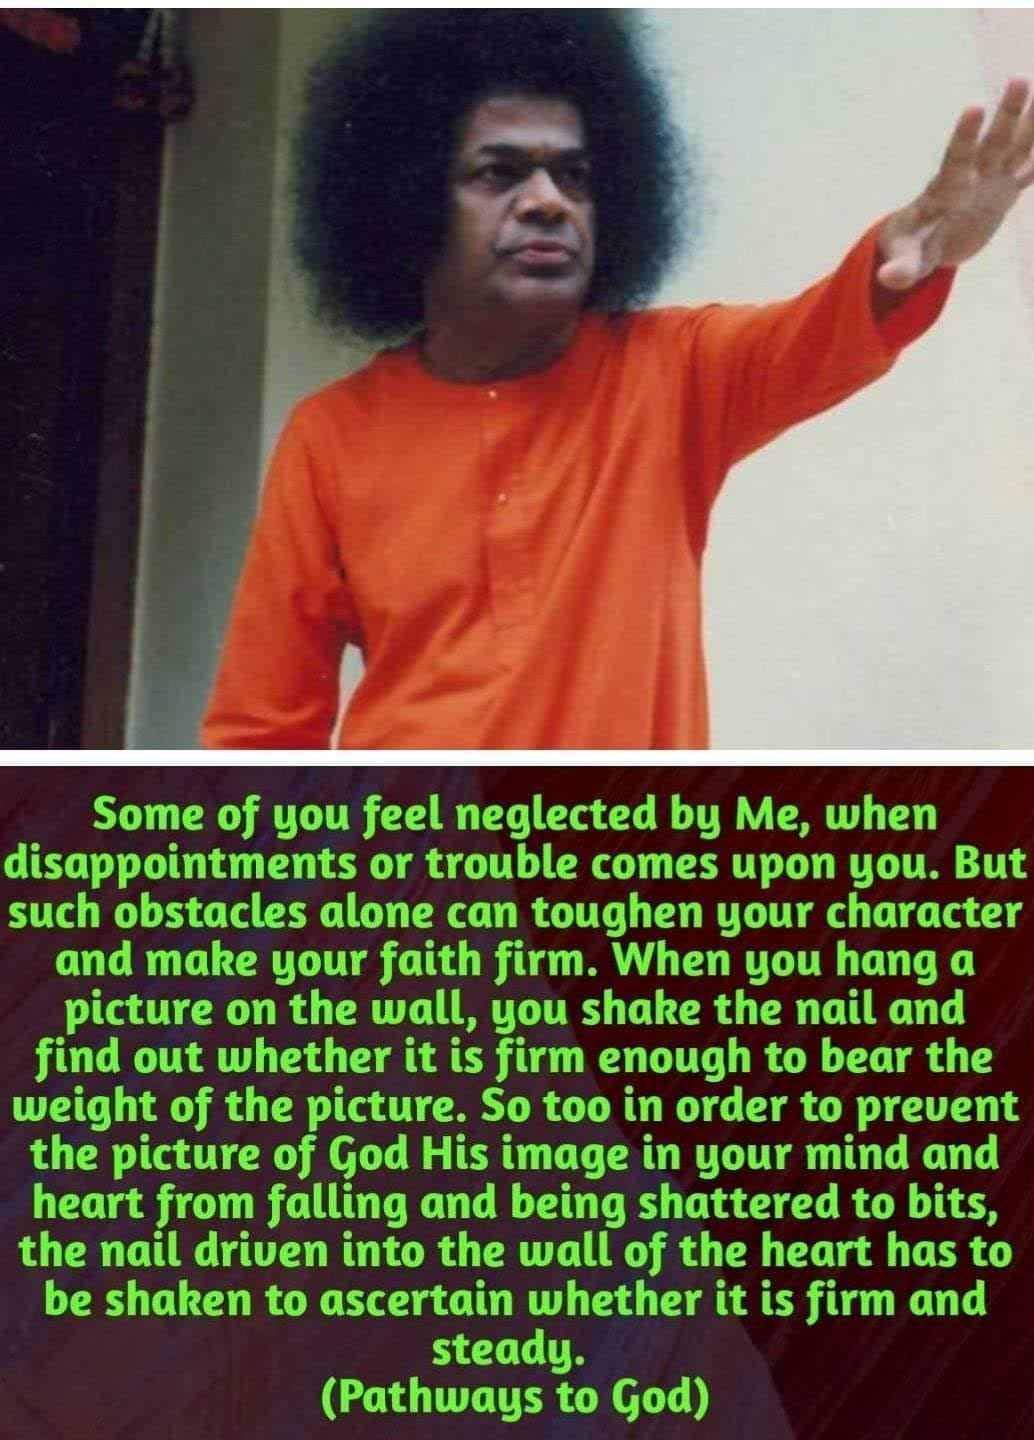 Some of you feel neglected by Me, when
disappointments or trouble comes upon you. But
such obstacles alone can toughen your character
and make your faith firm. When you hang a
picture on the wall, you shake the nail and
find out whether it is firm enough to bear the
weight of the picture. So too in order to prevent
the picture of God His image in your mind and
heart from falling and being shattered to bits,
the nail driven into the wall of the heart has to
be shaken to ascertain whether it is firm and
steady.
(Pathways to God)